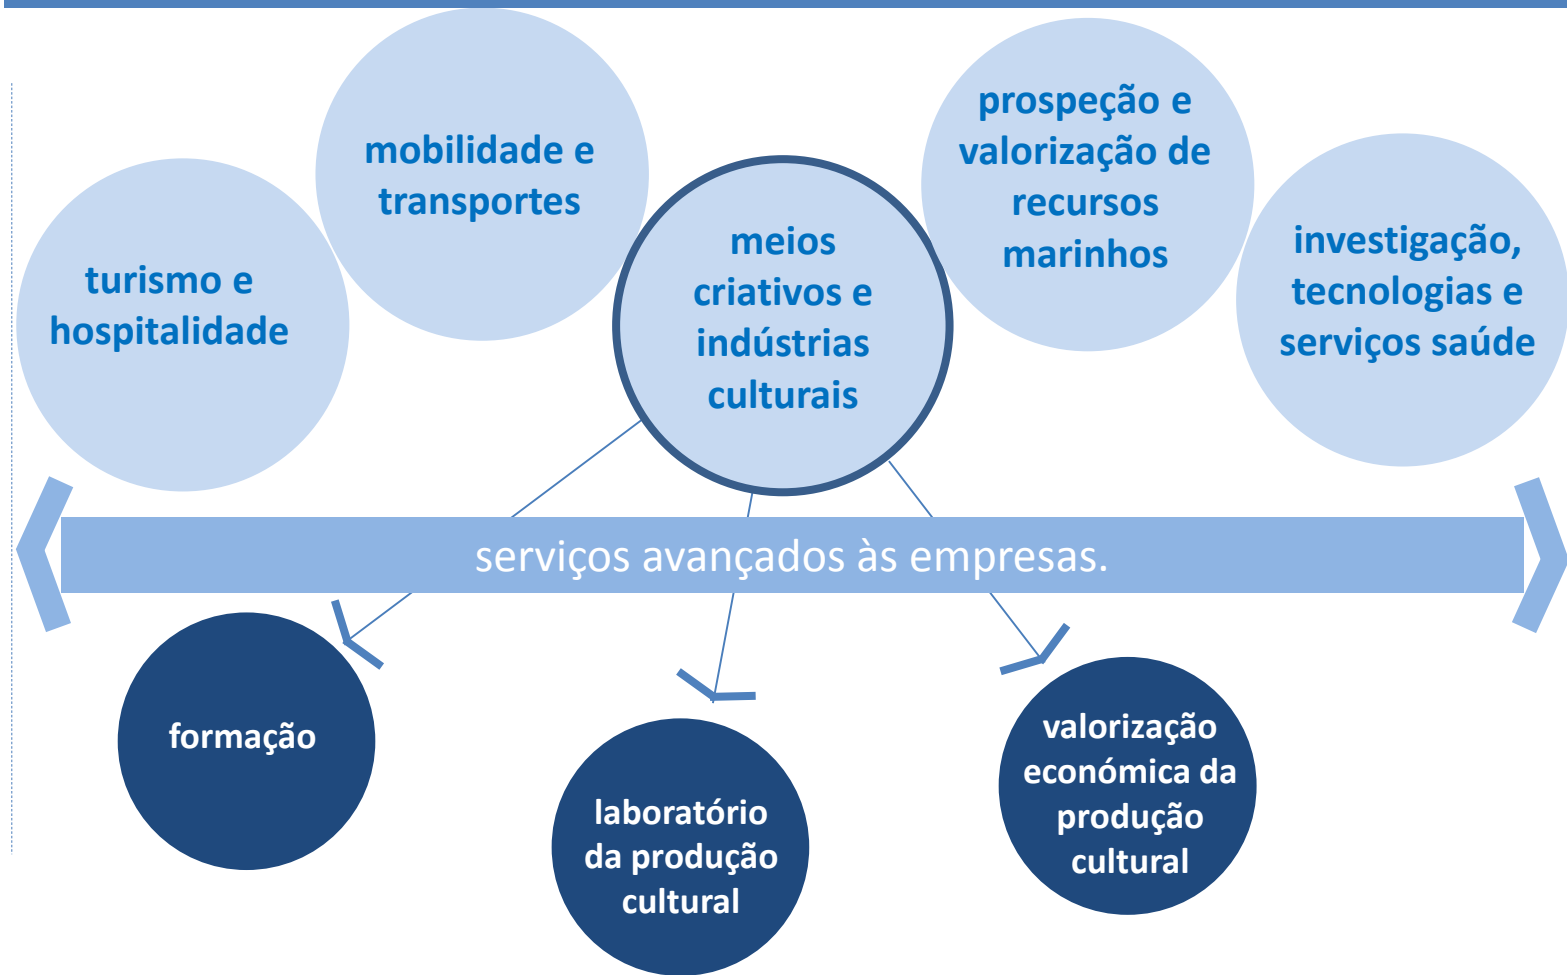 turismo e
hospitalidade
mobilidade e
transportes
meios
criativos e
indústrias
culturais
prospeção e
valorização de
recursos
marinhos
investigação,
tecnologias e
serviços saúde
serviços avançados às empresas.
formação
laboratório
da produção
cultural
valorização
económica da
produção
cultural